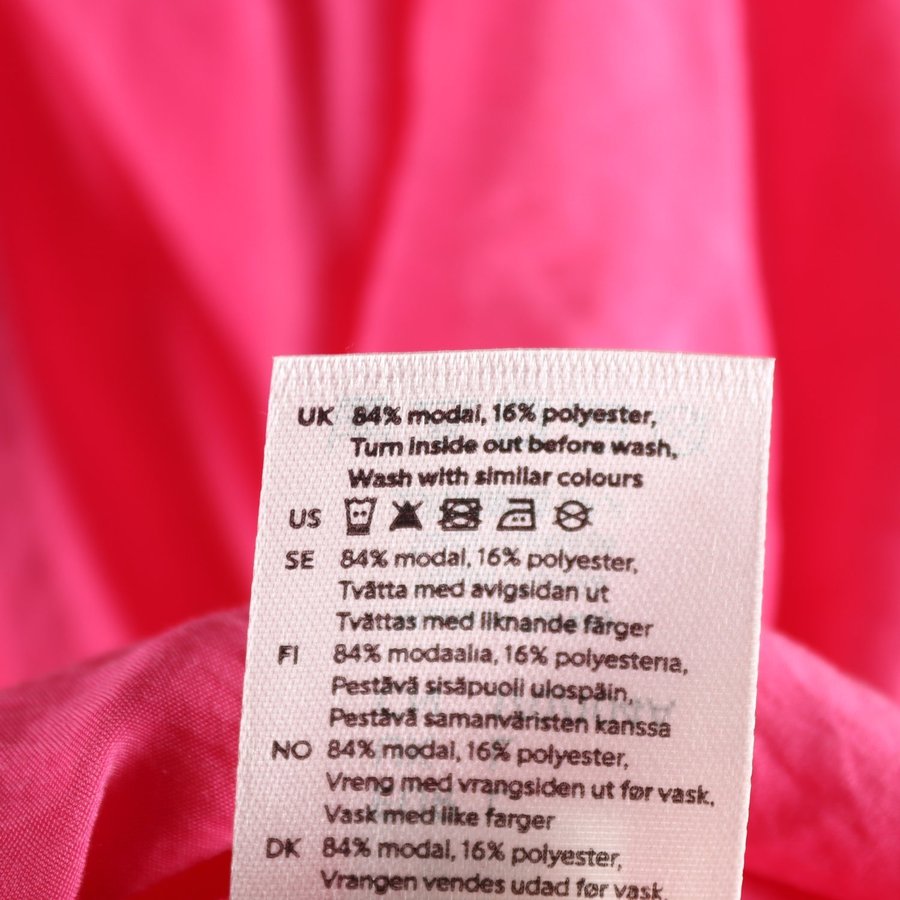 UK 84% modal, 16% polyester,
Turn inside out before wash,
Wash with similar colours
US
SE 84% modal, 16% polyester,
Tvätta med avigsidan ut
Tvättas med liknande färger
FI 84% modaalia, 16% polyesteria,
Pestävä sisäpuoli ulospäin,
Pestävä samanväristen kanssa
NO 84% modal, 16% polyester,
Vreng med vrangsiden ut før vask,
Vask med like farger
DK 84% modal, 16% polyester,
Vrangen vendes udad før vask,